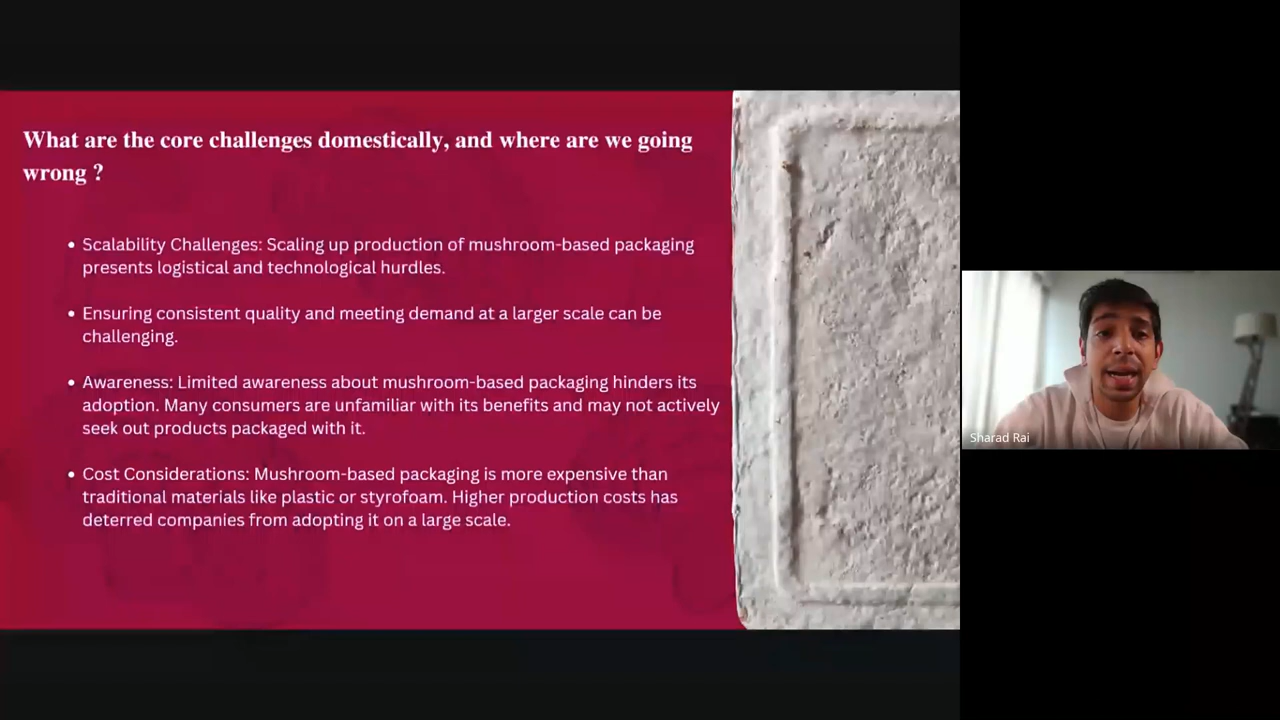 What are the core challenges domestically, and where are we going
wrong ?
• Scalability Challenges: Scaling up production of mushroom-based packaging
presents logistical and technological hurdles.
• Ensuring consistent quality and meeting demand at a larger scale can be
challenging.
• Awareness: Limited awareness about mushroom-based packaging hinders its
adoption. Many consumers are unfamiliar with its benefits and may not actively
seek out products packaged with it.
• Cost Considerations: Mushroom-based packaging is more expensive than
traditional materials like plastic or styrofoam. Higher production costs has
deterred companies from adopting it on a large scale.
Sharad Rai